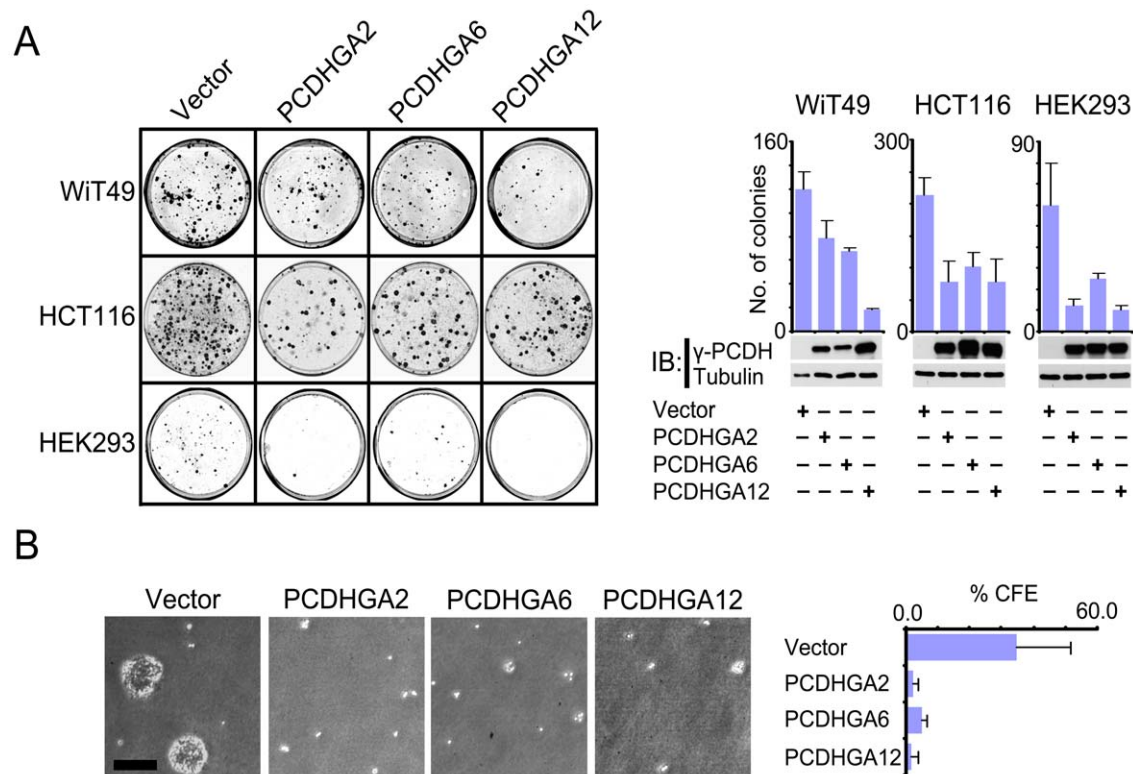 A
Vector
PCDHGA2
PCDHGA6
PCDHGA12
WiT49
HCT116
HEK293
WiT49 HCT116 HEK293
No. of colonies
160
0
300
0
90
0
IB:
γ-PCDH
Tubulin
Vector + – – – + – – – + – – –
PCDHGA2 – + – – – + – – – + – –
PCDHGA6 – – + – – – + – – – + –
PCDHGA12 – – – + – – – + – – – +
B
Vector PCDHGA2 PCDHGA6 PCDHGA12
% CFE
0.0 60.0
Vector
PCDHGA2
PCDHGA6
PCDHGA12